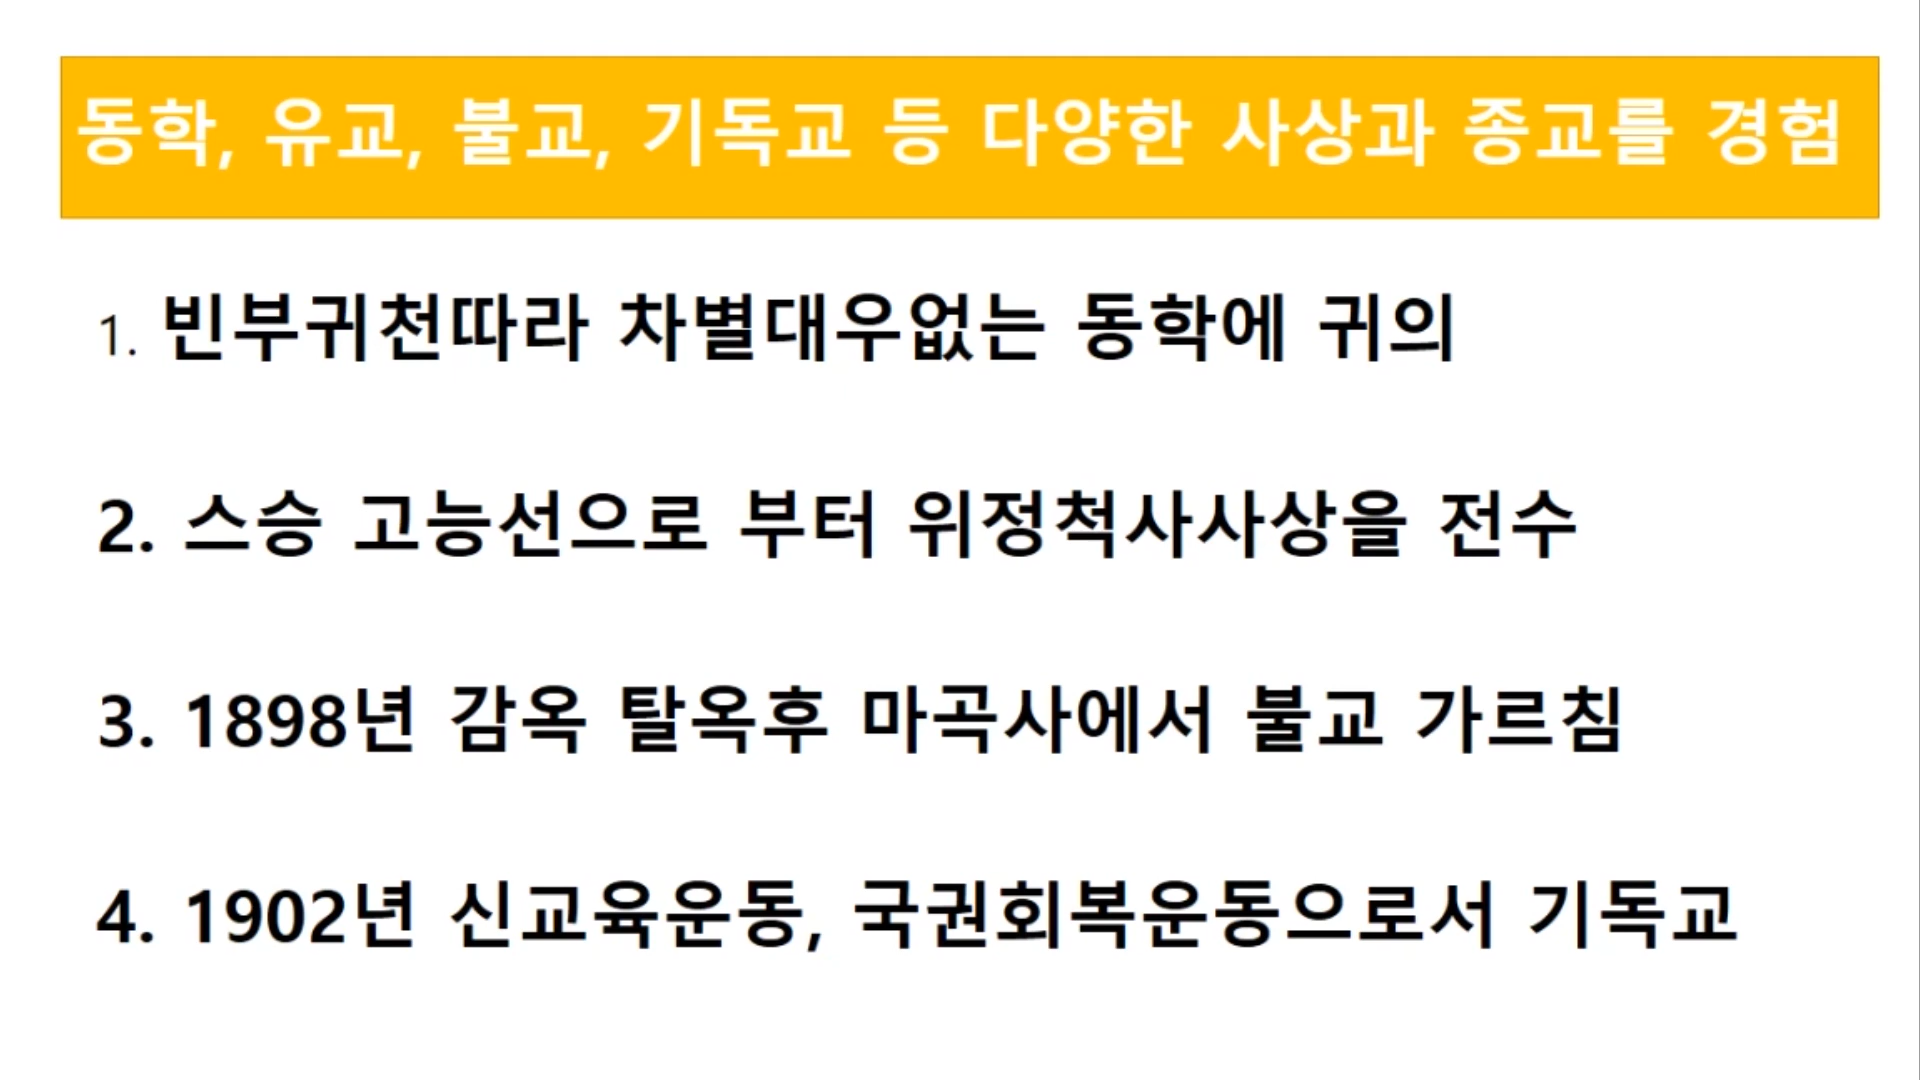 동학, 유교, 불교, 기독교 등 다양한 사상과 종교를 경험
1. 빈부귀천따라 차별대우없는 동학에 귀의
2. 스승 고능선으로 부터 위정척사사상을 전수
3. 1898년 감옥 탈옥후 마곡사에서 불교 가르침
4. 1902년 신교육운동, 국권회복운동으로서 기독교